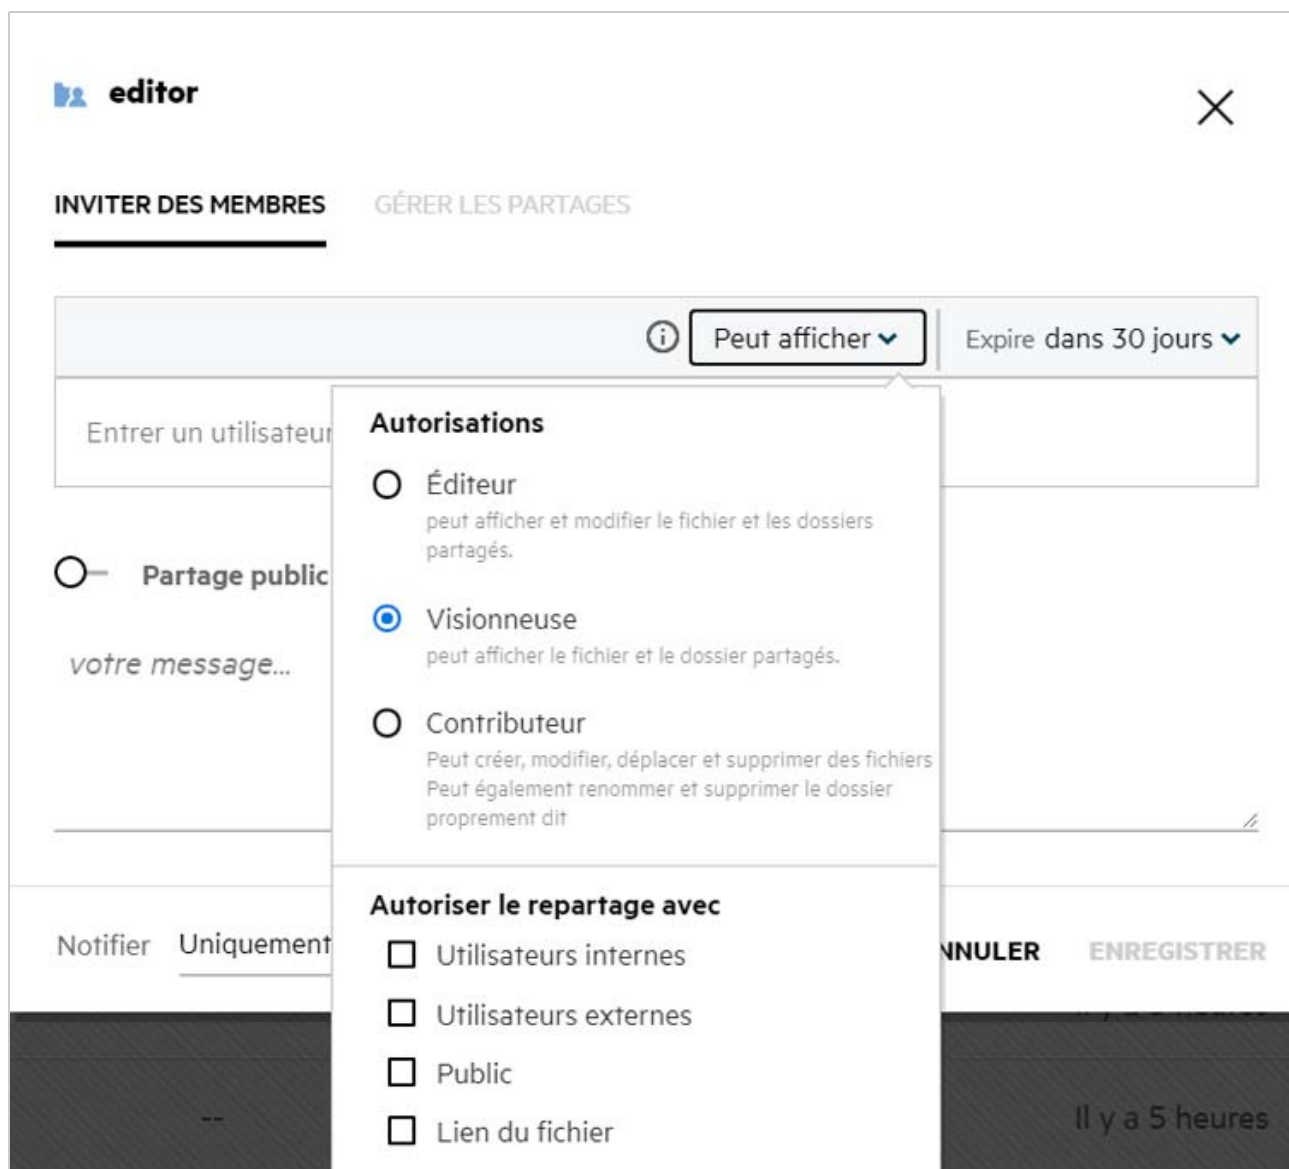 editor
INVITER DES MEMBRES GÉRER LES PARTAGES
Peut afficher Expire dans 30 jours
Entrer un utilisateur
Autorisations
Éditeur
peut afficher et modifier le fichier et les dossiers
partagés.
Partage public
Visionneuse
peut afficher le fichier et le dossier partagés.
votre message...
Contributeur
Peut créer, modifier, déplacer et supprimer des fichiers
Peut également renommer et supprimer le dossier
proprement dit
Autoriser le repartage avec
Notifier Uniquement
NNULER ENREGISTRER
Utilisateurs internes
Utilisateurs externes
Public
Lien du fichier
-- Il y a 5 heures